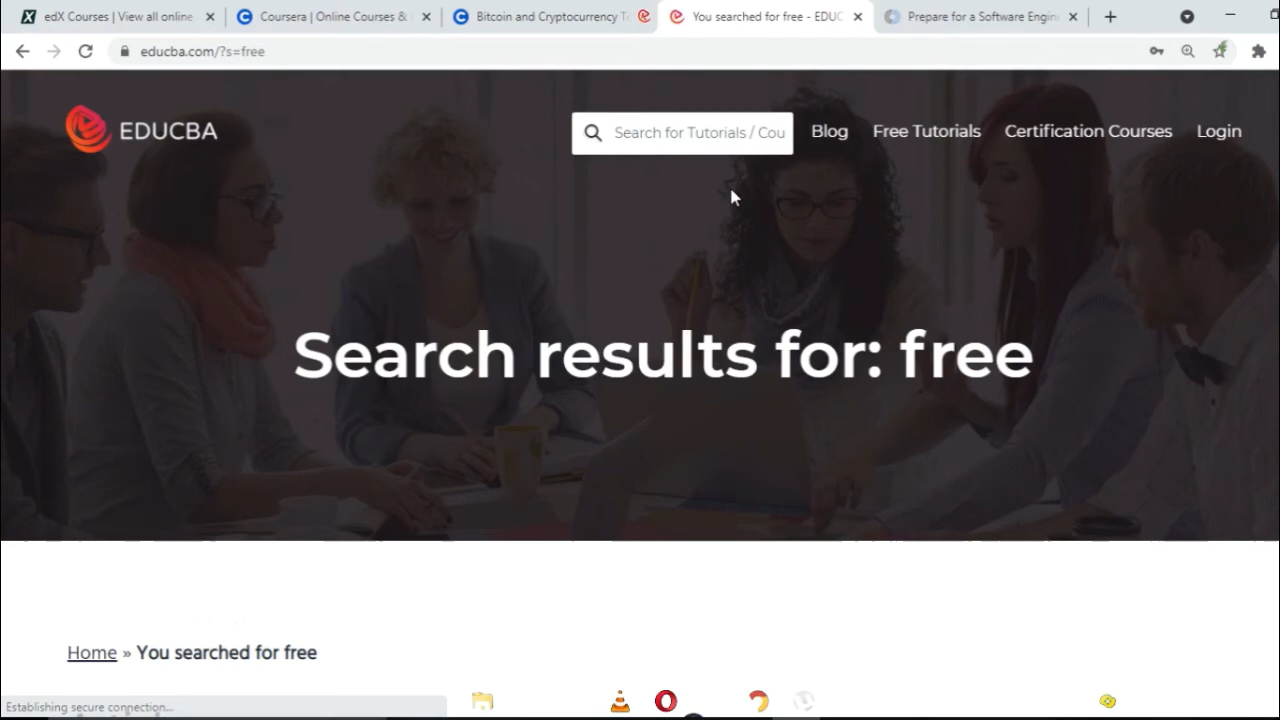 edX Courses | View all online
Coursera | Online Courses &
Bitcoin and Cryptocurrency T
You searched for free - EDUC
Prepare for a Software Engin
educba.com/?s=free
EDUCBA
Search for Tutorials / Cou
Blog
Free Tutorials
Certification Courses
Login
Search results for: free
Home » You searched for free
Establishing secure connection...